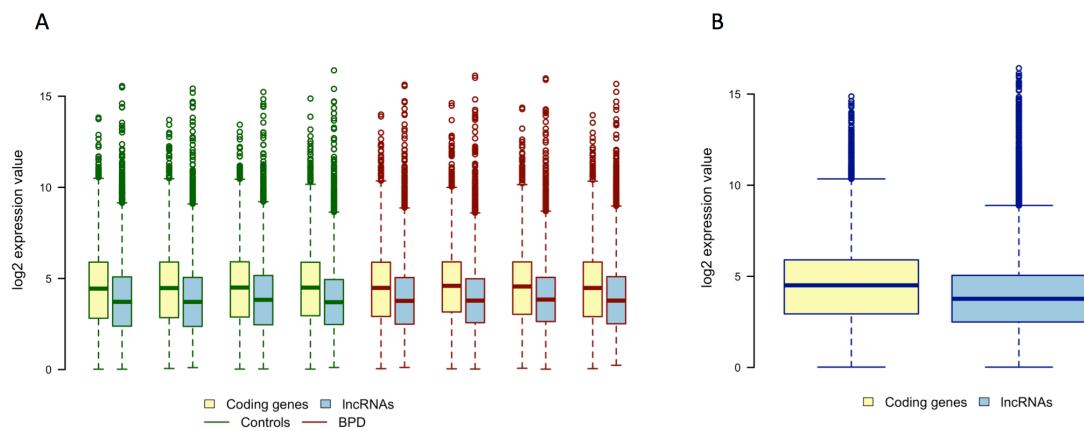 A
B
log2 expression value
15
10
5
0
Coding genes
lncRNAs
Controls
BPD
log2 expression value
15
10
5
0
Coding genes
lncRNAs